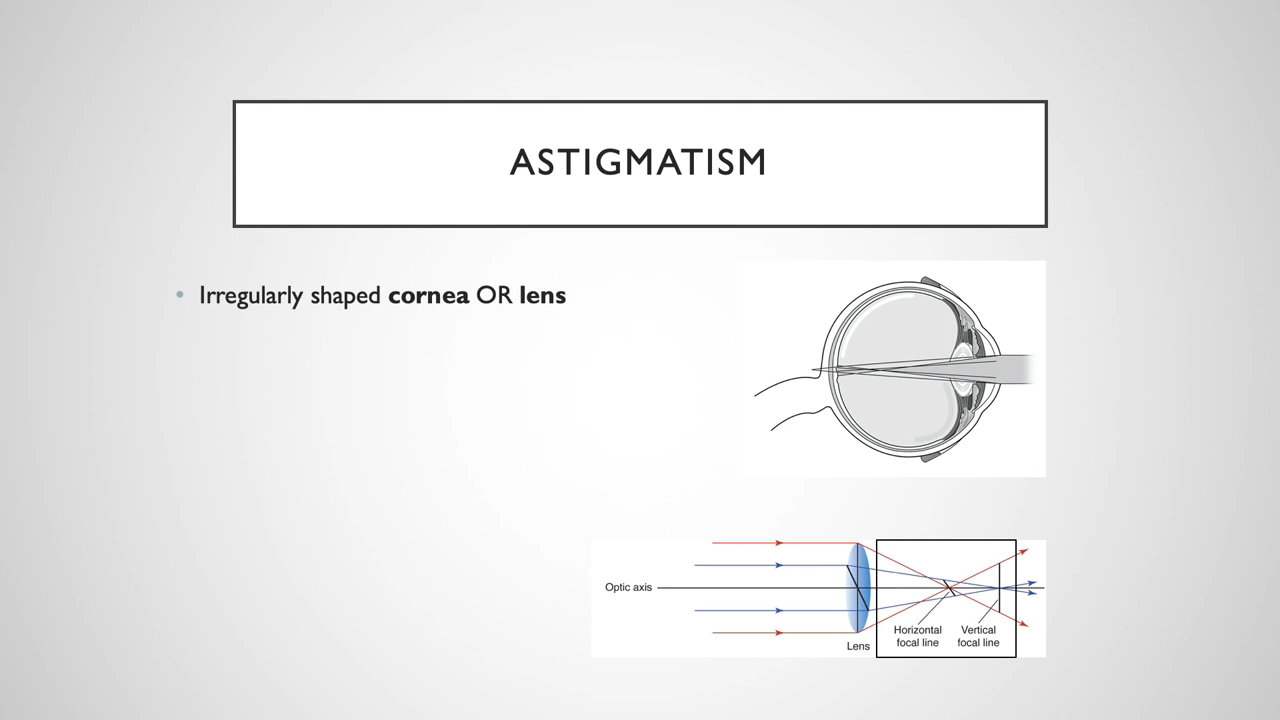 ASTIGMATISM
• Irregularly shaped cornea OR lens
Optic axis
Horizontal
focal line
Vertical
focal line
Lens